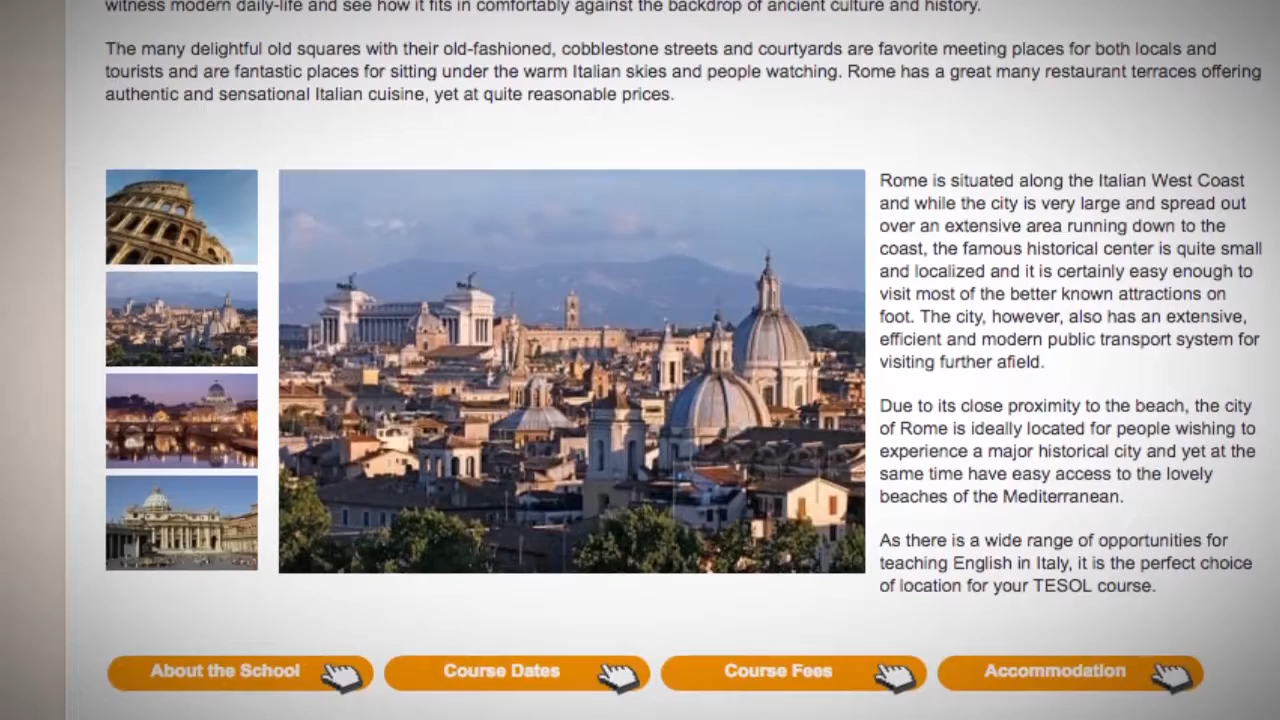 witness modern daily-life and see how it fits in comfortably against the backdrop of ancient culture and history.
The many delightful old squares with their old-fashioned, cobblestone streets and courtyards are favorite meeting places for both locals and
tourists and are fantastic places for sitting under the warm Italian skies and people watching. Rome has a great many restaurant terraces offering
authentic and sensational Italian cuisine, yet at quite reasonable prices.
Rome is situated along the Italian West Coast
and while the city is very large and spread out
over an extensive area running down to the
coast, the famous historical center is quite small
and localized and it is certainly easy enough to
visit most of the better known attractions on
foot. The city, however, also has an extensive,
efficient and modern public transport system for
visiting further afield.
Due to its close proximity to the beach, the city
of Rome is ideally located for people wishing to
experience a major historical city and yet at the
same time have easy access to the lovely
beaches of the Mediterranean.
As there is a wide range of opportunities for
teaching English in Italy, it is the perfect choice
of location for your TESOL course.
About the School
Course Dates
Course Fees
Accommodation